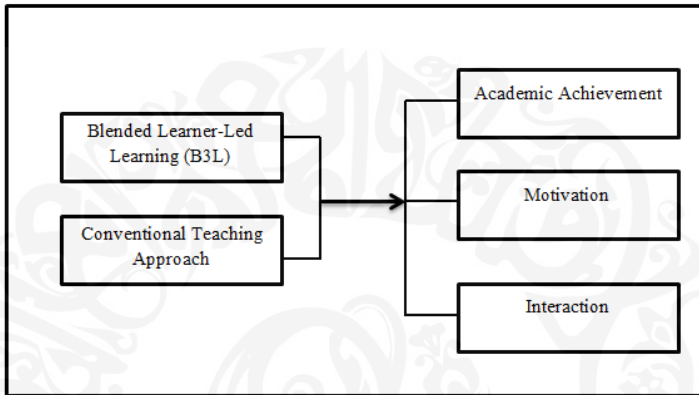 Blended Learner-Led
Learning (B3L)
Conventional Teaching
Approach
Academic Achievement
Motivation
Interaction